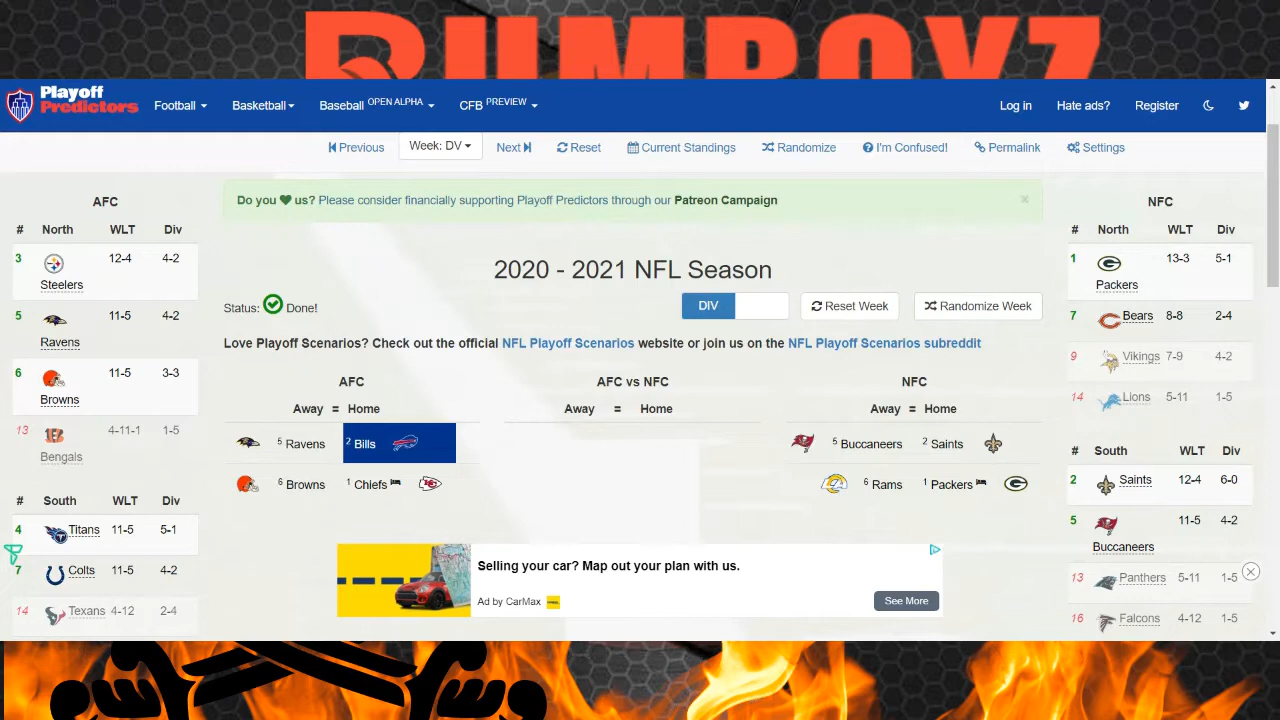 RUMBOYZ
Playoff
Predictors
Football
Basketball
Baseball OPEN ALPHA
CFB PREVIEW
Log in
Hate ads?
Register
Previous
Week: DV
Next
Reset
Current Standings
Randomize
I'm Confused!
Permalink
Settings
AFC
# North WLT Div
3 Steelers 12-4 4-2
5 Ravens 11-5 4-2
6 Browns 11-5 3-3
13 Bengals 4-11-1 1-5
# South WLT Div
4 Titans 11-5 5-1
7 Colts 11-5 4-2
14 Texans 4-12 2-4
Do you us? Please consider financially supporting Playoff Predictors through our Patreon Campaign ×
2020 - 2021 NFL Season
Status: Done!
DIV
Reset Week
Randomize Week
Love Playoff Scenarios? Check out the official NFL Playoff Scenarios website or join us on the NFL Playoff Scenarios subreddit
AFC
Away = Home
5 Ravens 2 Bills
6 Browns 1 Chiefs
AFC vs NFC
Away = Home
NFC
Away = Home
5 Buccaneers 2 Saints
6 Rams 1 Packers
Selling your car? Map out your plan with us.
Ad by CarMax
See More
NFC
# North WLT Div
1 Packers 13-3 5-1
7 Bears 8-8 2-4
9 Vikings 7-9 4-2
14 Lions 5-11 1-5
# South WLT Div
2 Saints 12-4 6-0
5 Buccaneers 11-5 4-2
13 Panthers 5-11 1-5
16 Falcons 4-12 1-5